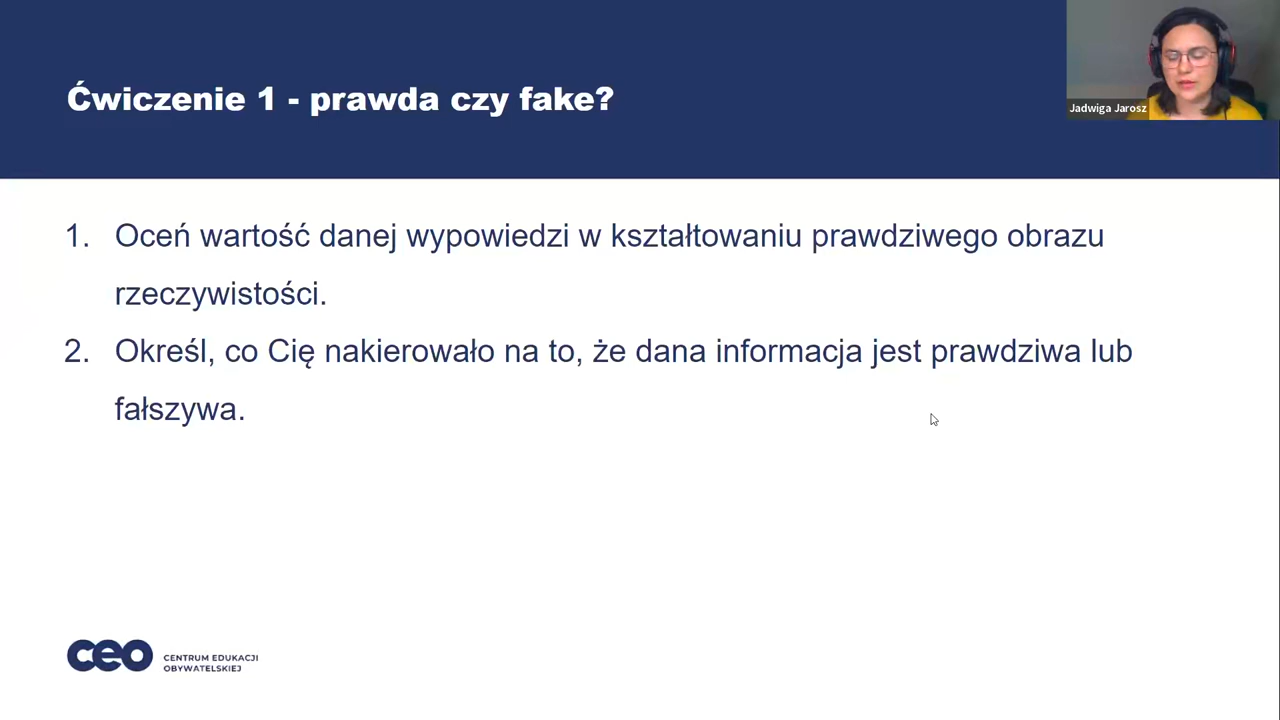 Ćwiczenie 1 - prawda czy fake?
Jadwiga Jarosz
1. Oceń wartość danej wypowiedzi w kształtowaniu prawdziwego obrazu
rzeczywistości.
2. Określ, co Cię nakierowało na to, że dana informacja jest prawdziwa lub
fałszywa.
ceo
CENTRUM EDUKACJI
OBYWATELSKIEJ